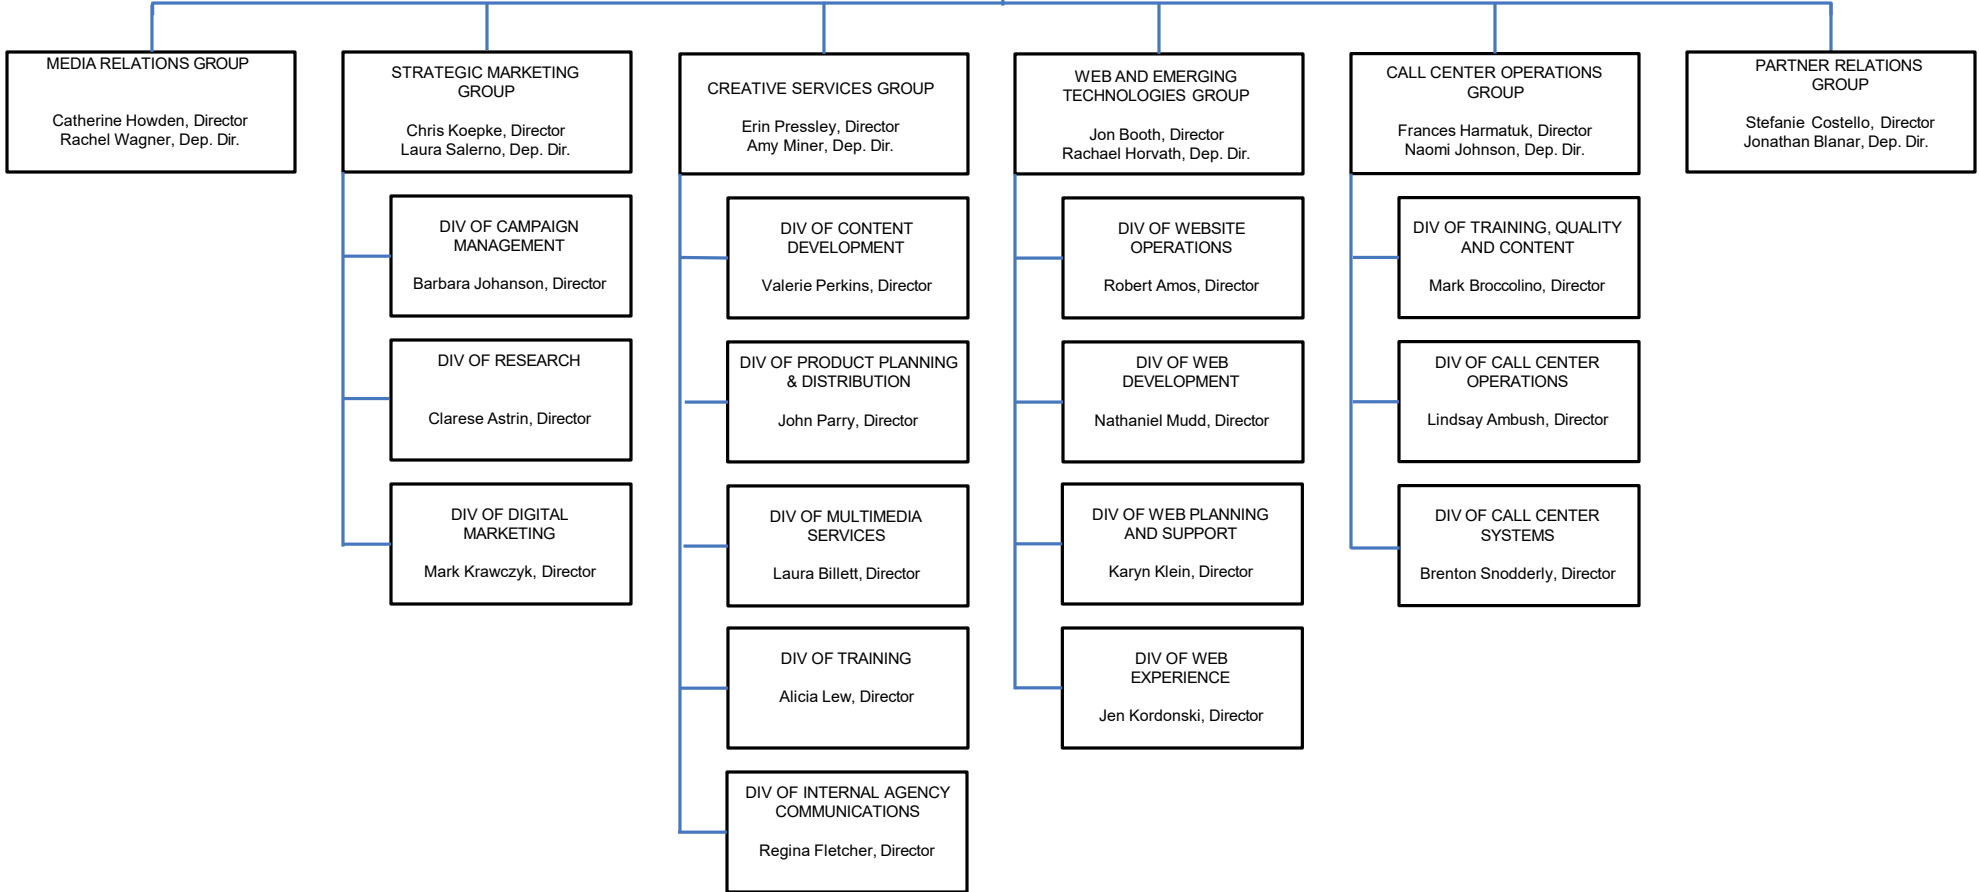 MEDIA RELATIONS GROUP
Catherine Howden, Director
Rachel Wagner, Dep. Dir.
STRATEGIC MARKETING
GROUP
Chris Koepke, Director
Laura Salerno, Dep. Dir.
DIV OF CAMPAIGN
MANAGEMENT
Barbara Johanson, Director
DIV OF RESEARCH
Clarese Astrin, Director
DIV OF DIGITAL
MARKETING
Mark Krawczyk, Director
CREATIVE SERVICES GROUP
Erin Pressley, Director
Amy Miner, Dep. Dir.
DIV OF CONTENT
DEVELOPMENT
Valerie Perkins, Director
DIV OF PRODUCT PLANNING
& DISTRIBUTION
John Parry, Director
DIV OF MULTIMEDIA
SERVICES
Laura Billett, Director
DIV OF TRAINING
Alicia Lew, Director
DIV OF INTERNAL AGENCY
COMMUNICATIONS
Regina Fletcher, Director
WEB AND EMERGING
TECHNOLOGIES GROUP
Jon Booth, Director
Rachael Horvath, Dep. Dir.
DIV OF WEBSITE
OPERATIONS
Robert Amos, Director
DIV OF WEB
DEVELOPMENT
Nathaniel Mudd, Director
DIV OF WEB PLANNING
AND SUPPORT
Karyn Klein, Director
DIV OF WEB
EXPERIENCE
Jen Kordonski, Director
CALL CENTER OPERATIONS
GROUP
Frances Harmatuk, Director
Naomi Johnson, Dep. Dir.
DIV OF TRAINING, QUALITY
AND CONTENT
Mark Broccolino, Director
DIV OF CALL CENTER
OPERATIONS
Lindsay Ambush, Director
DIV OF CALL CENTER
SYSTEMS
Brenton Snodderly, Director
PARTNER RELATIONS
GROUP
Stefanie Costello, Director
Jonathan Blanar, Dep. Dir.